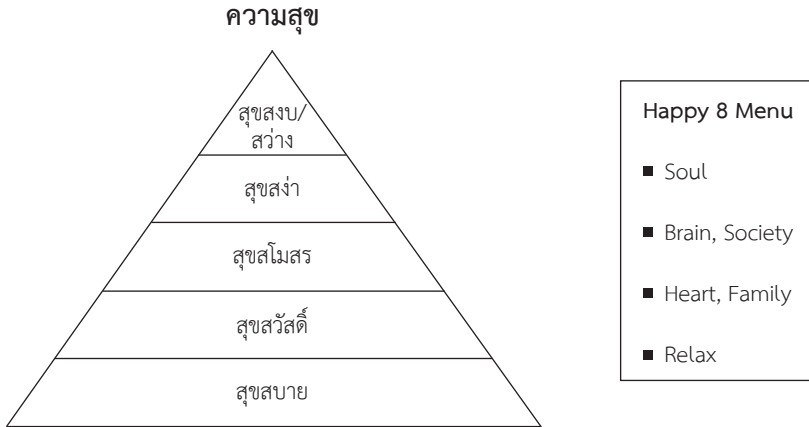 ความสุข
สุขสงบ/
สว่าง
สุขสง่า
สุขสโมสร
สุขสวัสดิ์
สุขสบาย
Happy 8 Menu
■ Soul
■ Brain, Society
■ Heart, Family
■ Relax